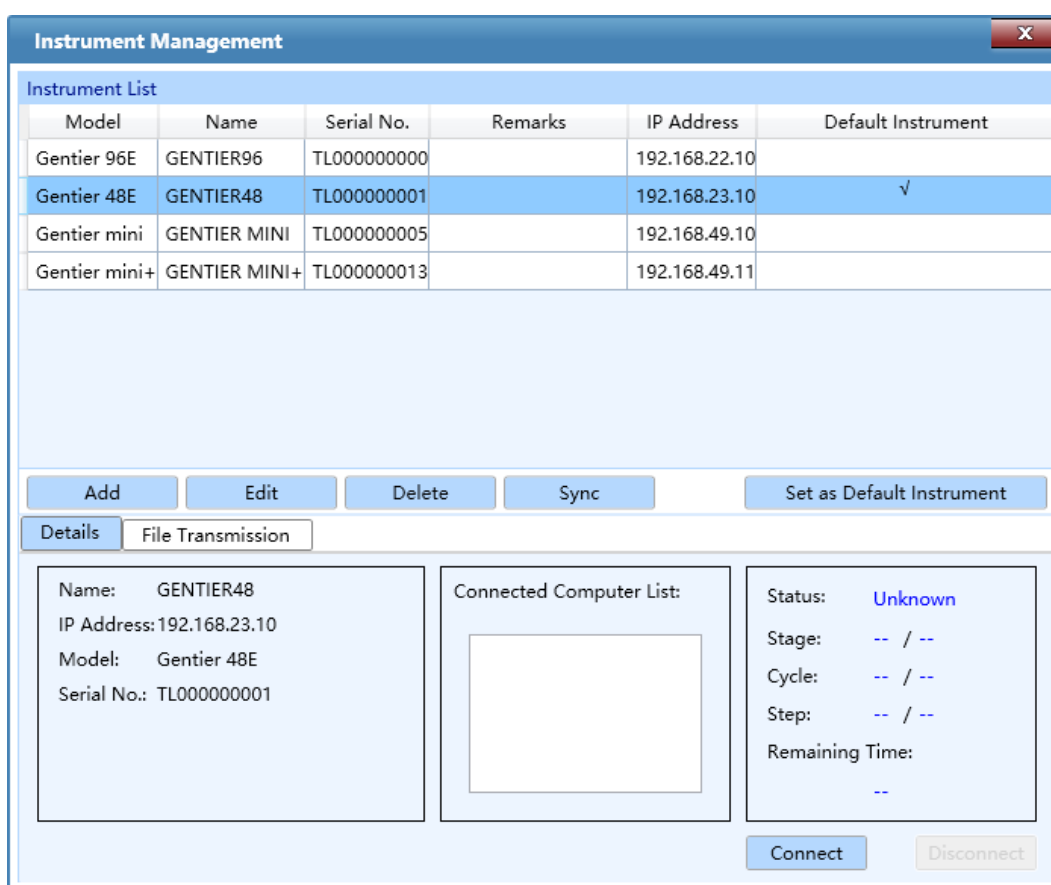 Instrument Management x
Instrument List
Model Name Serial No. Remarks IP Address Default Instrument
Gentier 96E GENTIER96 TL000000000 192.168.22.10
Gentier 48E GENTIER48 TL000000001 192.168.23.10 √
Gentier mini GENTIER MINI TL000000005 192.168.49.10
Gentier mini+ GENTIER MINI+ TL000000013 192.168.49.11
Add Edit Delete Sync Set as Default Instrument
Details File Transmission
Name: GENTIER48
IP Address: 192.168.23.10
Model: Gentier 48E
Serial No.: TL000000001
Connected Computer List:
Status: Unknown
Stage: -- / --
Cycle: -- / --
Step: -- / --
Remaining Time:
--
Connect Disconnect